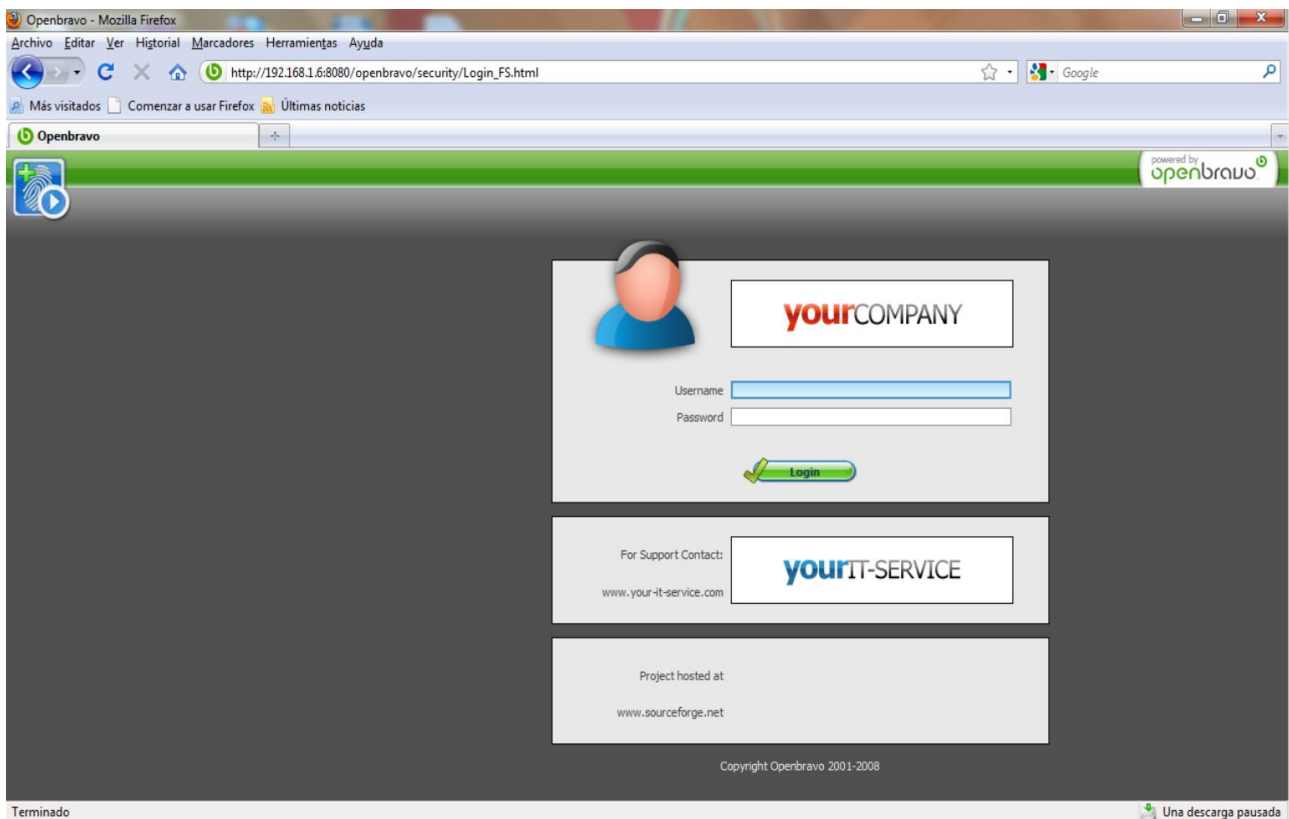 Openbravo - Mozilla Firefox
Archivo Editar Ver Historial Marcadores Herramientas Ayuda
http://192.168.1.6:8080/openbravo/security/Login_FS.html Google
Más visitados Comenzar a usar Firefox Últimas noticias
Openbravo
powered by
openbravo
yourCOMPANY
Username
Password
Login
For Support Contact:
yourIT-SERVICE
www.your-it-service.com
Project hosted at
www.sourceforge.net
Copyright Openbravo 2001-2008
Terminado Una descarga pausada